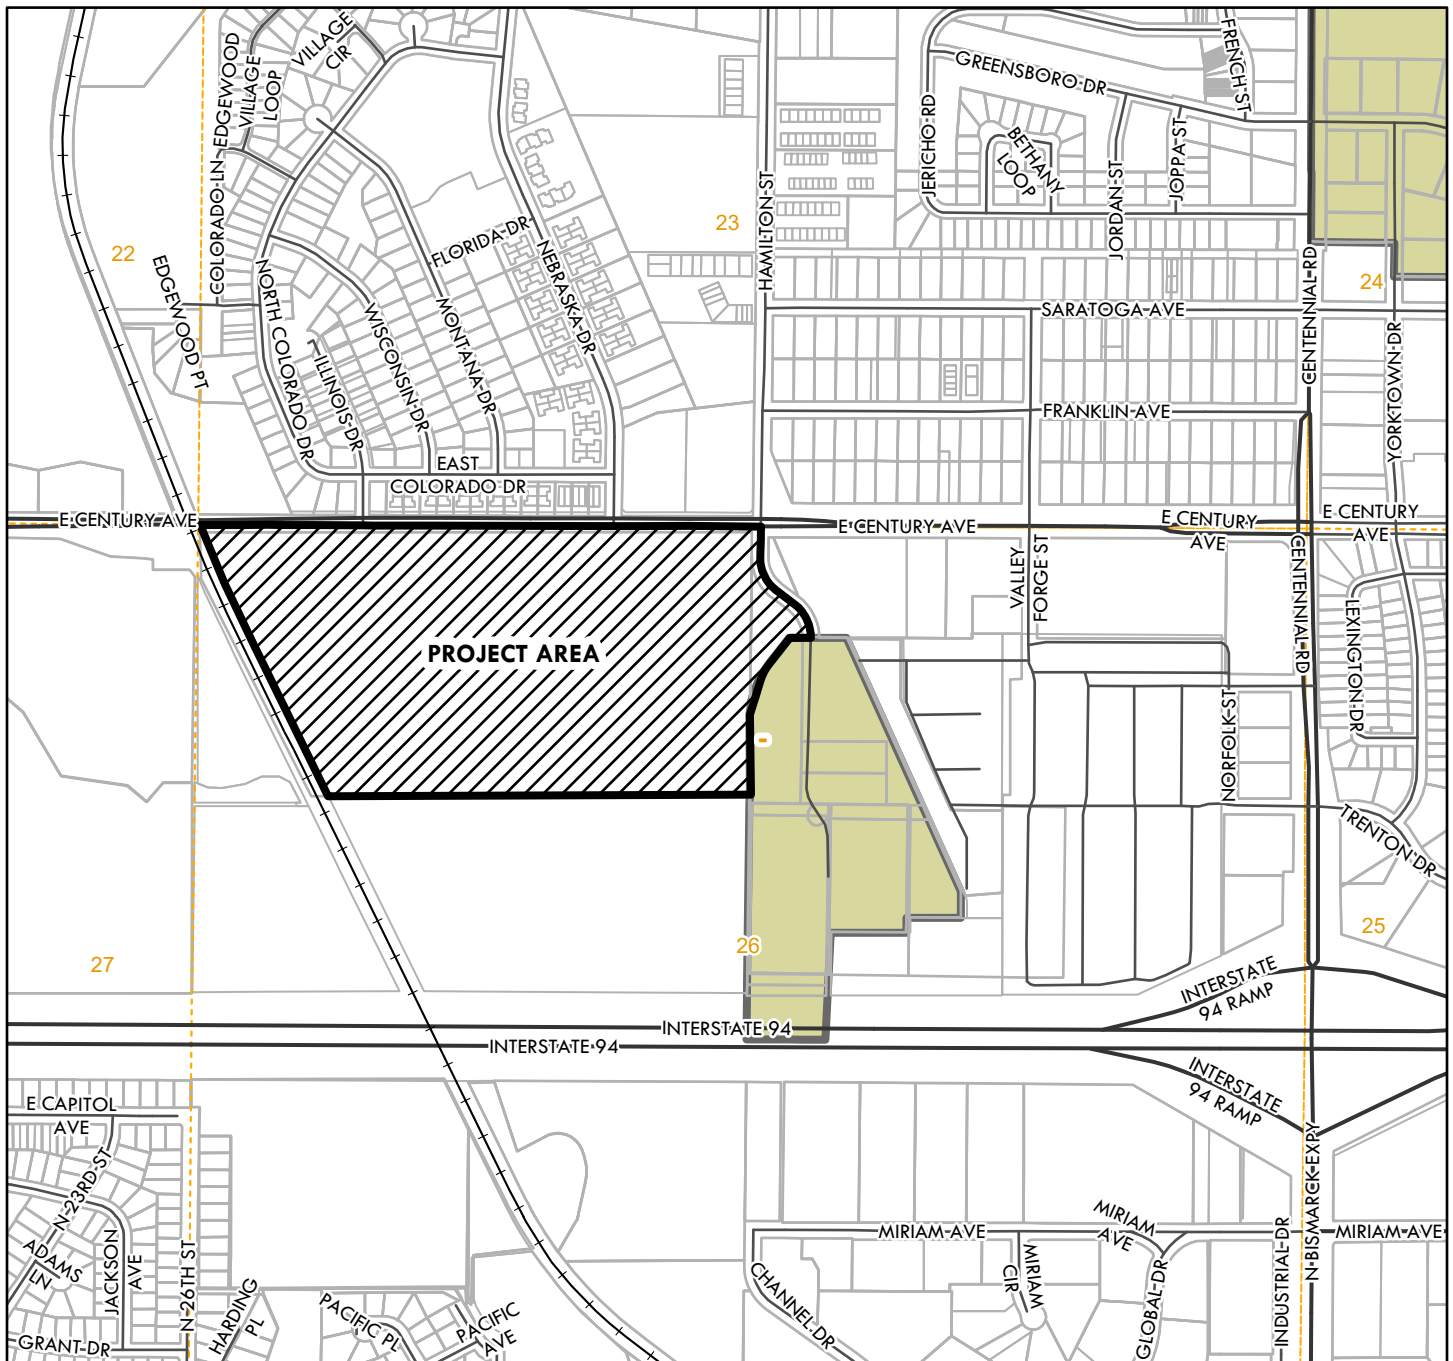 EDGEWOOD
VILLAGE
LOOP
VILLAGE
CIR
FRENCH ST
GREENSBORO DR
JERICHO RD
BETHANY
LOOP
JORDAN ST
JOPPA ST
COLORADO LN
HAMILTON ST
22
23
24
FLORIDA DR
NEBRASKA DR
EDGEWOOD PT
NORTH COLORADO DR
WISCONSIN DR
MONTANA DR
ILLINOIS DR
SARATOGA AVE
CENTENNIAL RD
YORKTOWN DR
FRANKLIN AVE
EAST
COLORADO DR
E CENTURY AVE
E CENTURY AVE
E CENTURY
AVE
E CENTURY
AVE
VALLEY
FORGE ST
CENTENNIAL RD
LEXINGTON DR
PROJECT AREA
NORFOLK ST
TRENTON DR
27
26
25
INTERSTATE
94 RAMP
INTERSTATE 94
INTERSTATE 94
INTERSTATE
94 RAMP
E CAPITOL
AVE
N 23RD ST
N BISMARCK EXPY
MIRIAM AVE
MIRIAM
AVE
MIRIAM AVE
ADAMS
LN
JACKSON
AVE
N 26TH ST
HARDING
PL
PACIFIC PL
PACIFIC
AVE
CHANNEL DR
MIRIAM
CIR
GLOBAL DR
INDUSTRIAL DR
GRANT DR